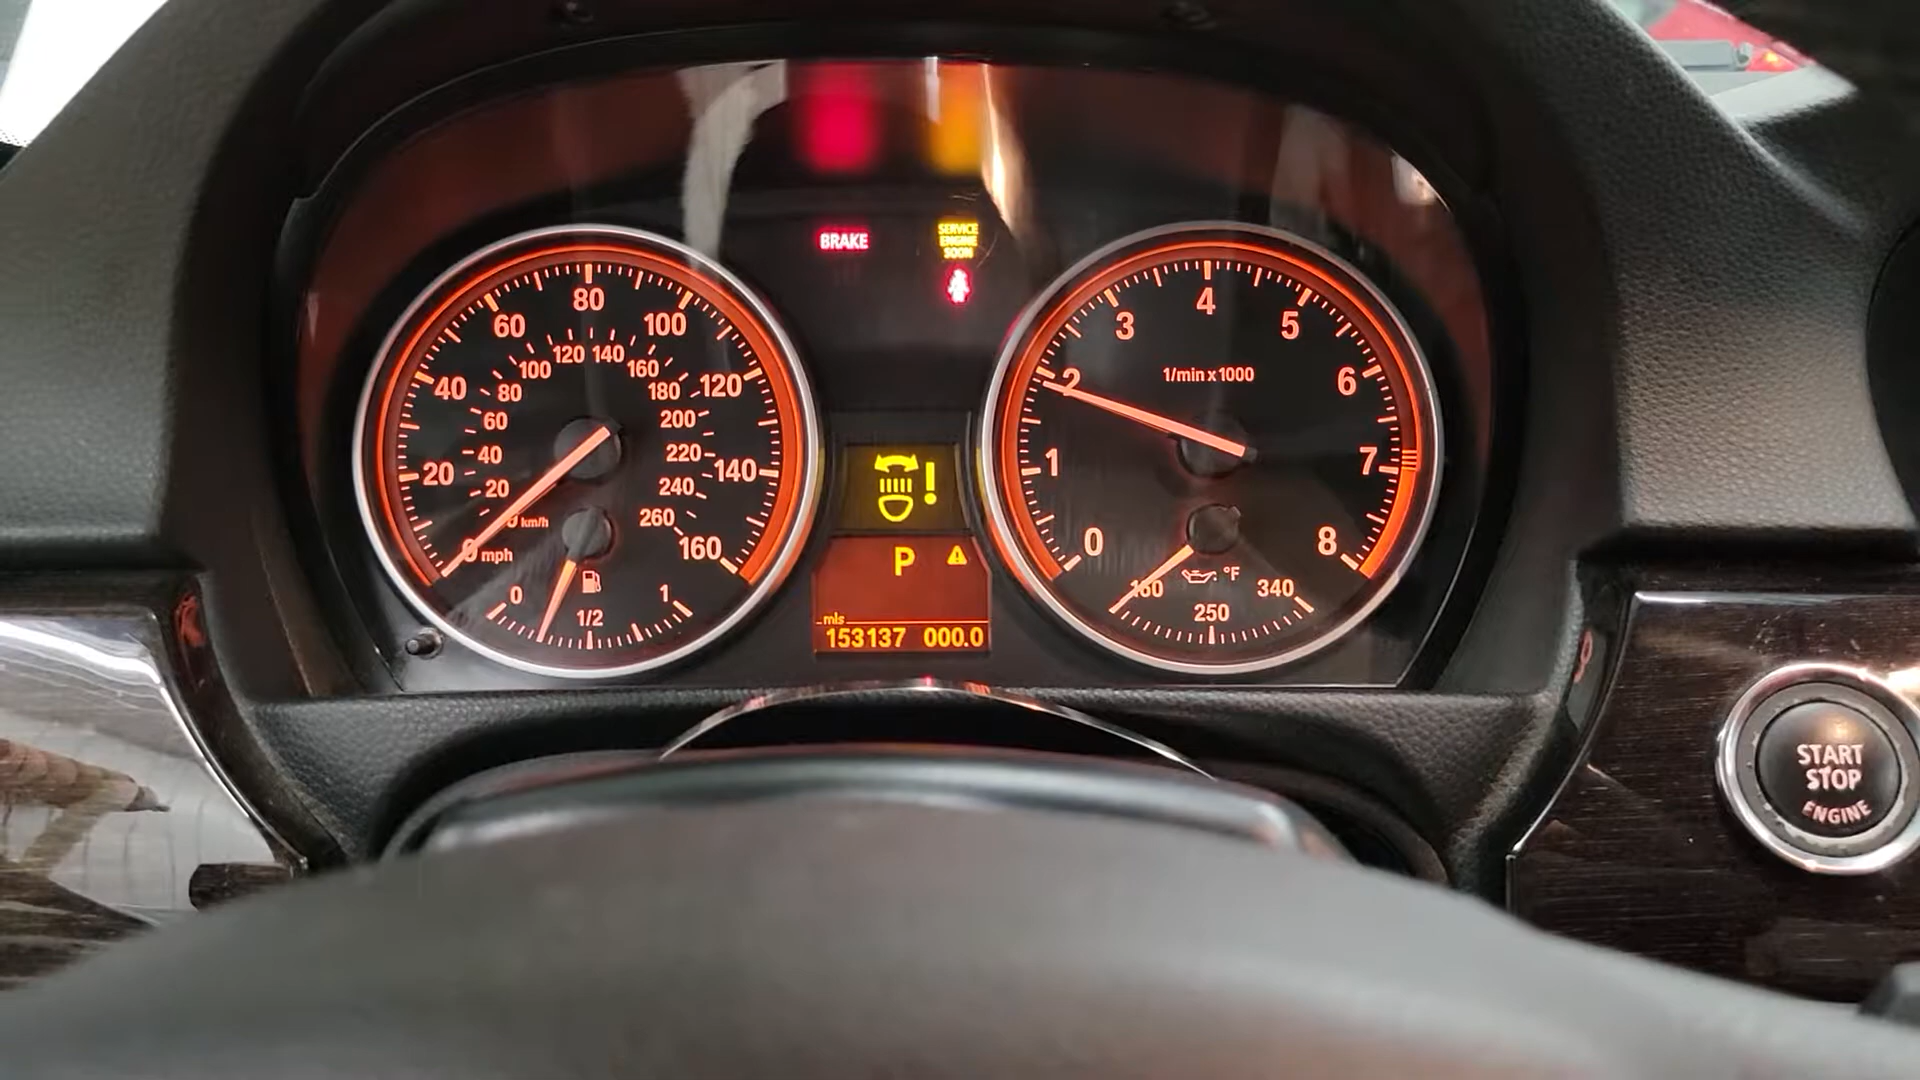 BRAKE
SERVICE
ENGINE
SOON
0
20
40
60
80
100
120
140
160
mph
20
40
60
80
100
120
140
160
180
200
220
240
260
km/h
0
1/2
1
!
P
mls
153137 000.0
0
1
2
3
4
5
6
7
8
1/min x 1000
°F
250
340
START
STOP
ENGINE